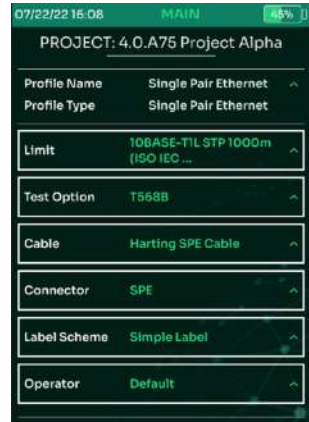 07/22/22 16:08 MAIN 45%
PROJECT: 4.0.A75 Project Alpha
Profile Name Single Pair Ethernet
Profile Type Single Pair Ethernet
Limit 10BASE-T1L STP 1000m
(ISO IEC ...
Test Option T568B
Cable Harting SPE Cable
Connector SPE
Label Scheme Simple Label
Operator Default